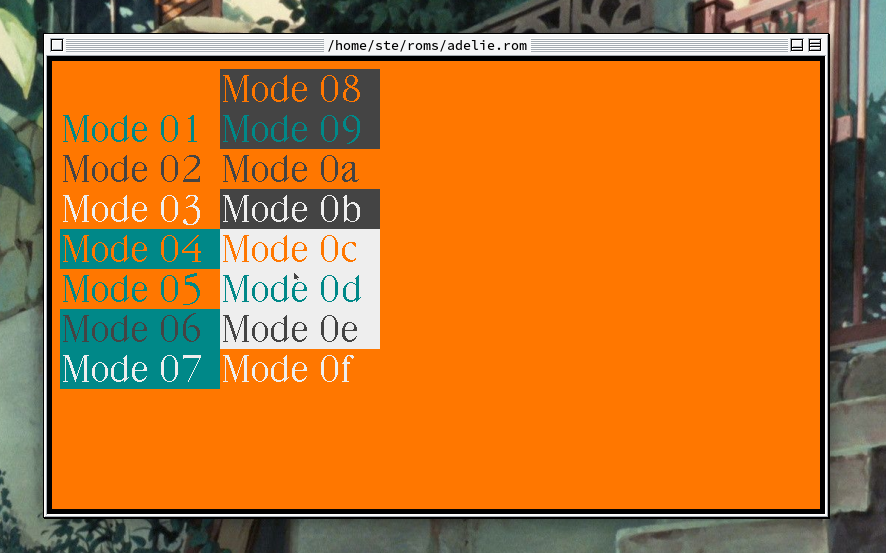 /home/ste/roms/adelie.rom
Mode 01
Mode 02
Mode 03
Mode 04
Mode 05
Mode 06
Mode 07
Mode 08
Mode 09
Mode 0a
Mode 0b
Mode 0c
Mode 0d
Mode 0e
Mode 0f